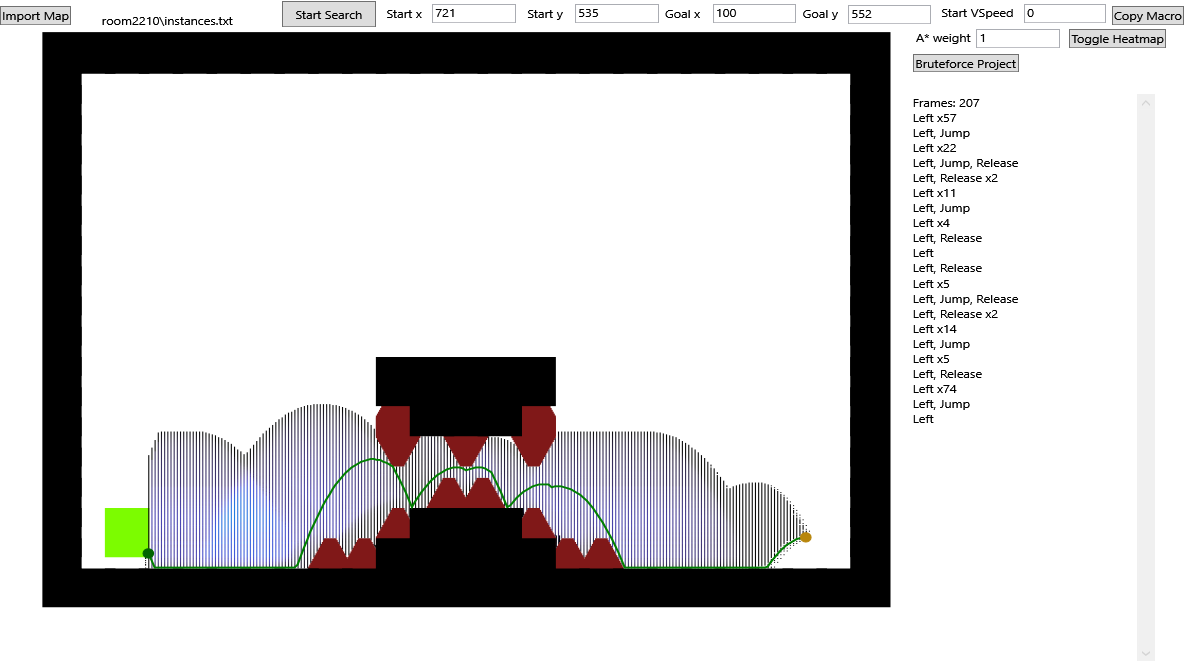 Import Map
room2210\instances.txt
Start Search
Start x 721
Start y 535
Goal x 100
Goal y 552
Start VSpeed 0
Copy Macro
A* weight 1
Toggle Heatmap
Bruteforce Project
Frames: 207
Left x57
Left, Jump
Left x22
Left, Jump, Release
Left, Release x2
Left x11
Left, Jump
Left x4
Left, Release
Left
Left, Release
Left x5
Left, Jump, Release
Left, Release x2
Left x14
Left, Jump
Left x5
Left, Release
Left x74
Left, Jump
Left